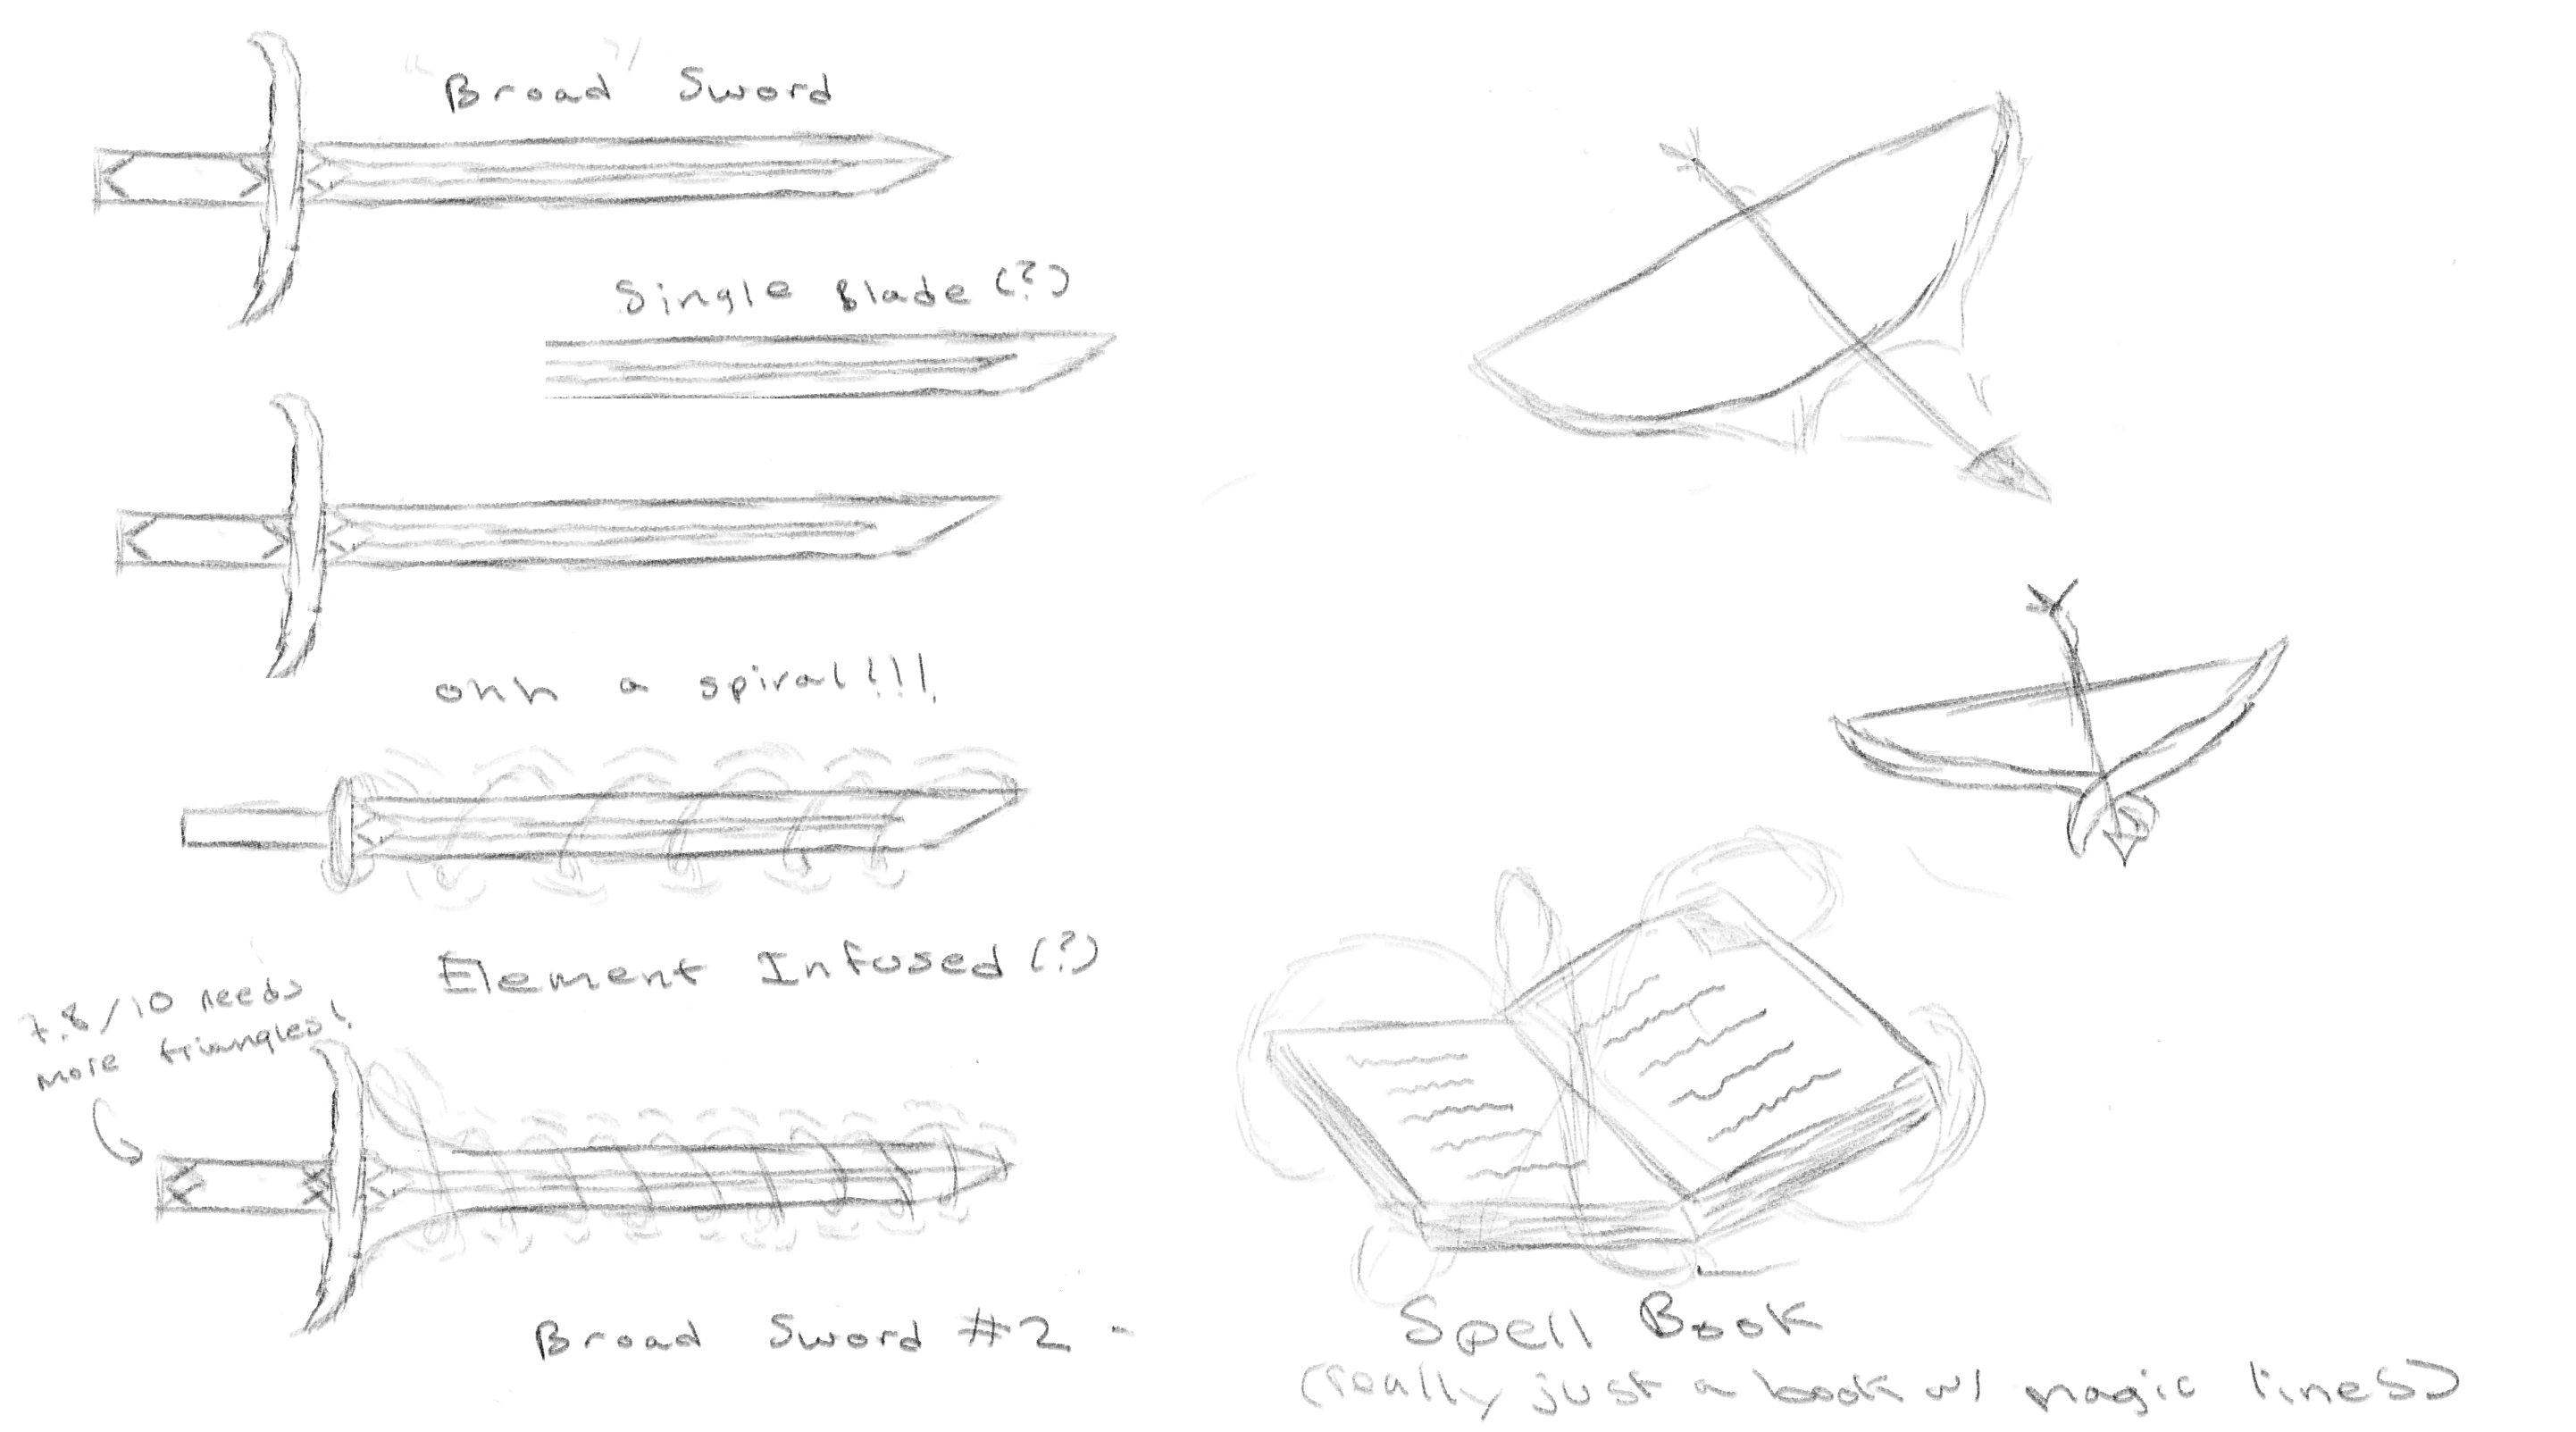 "Broad"?/ Sword
Single Blade (?)
ohh a spiral!!!
Element Infused (?)
7.8/10 needs
more triangles!
Broad Sword #2 -
Spell Book
(really just a book w/ magic lines)